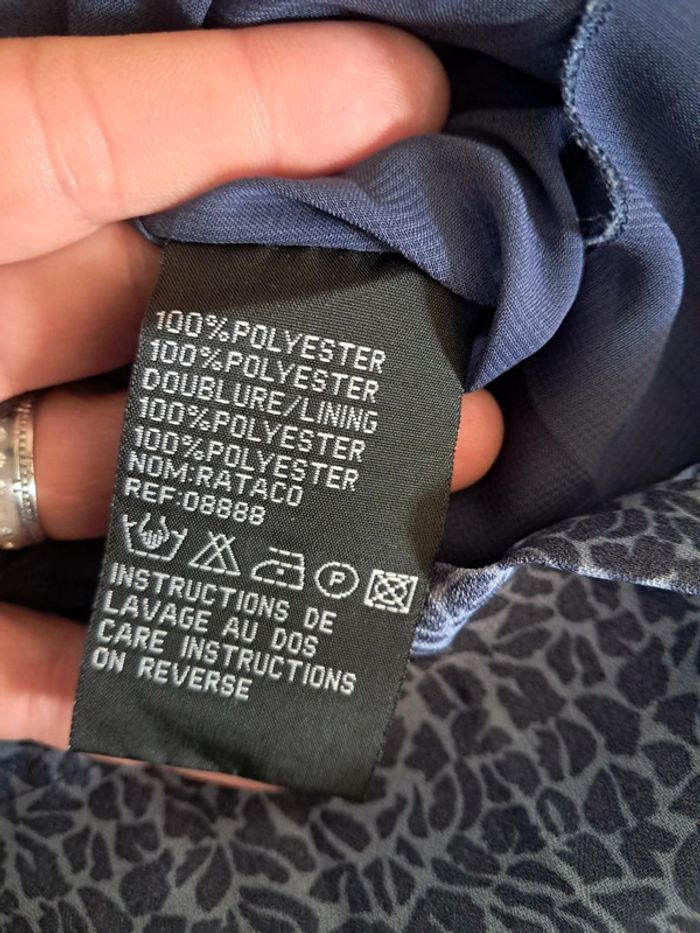 100%POLYESTER
100%POLYESTER
DOUBLURE/LINING
100%POLYESTER
100%POLYESTER
NOM:RATACO
REF:08888
P
INSTRUCTIONS DE
LAVAGE AU DOS
CARE INSTRUCTIONS
ON REVERSE